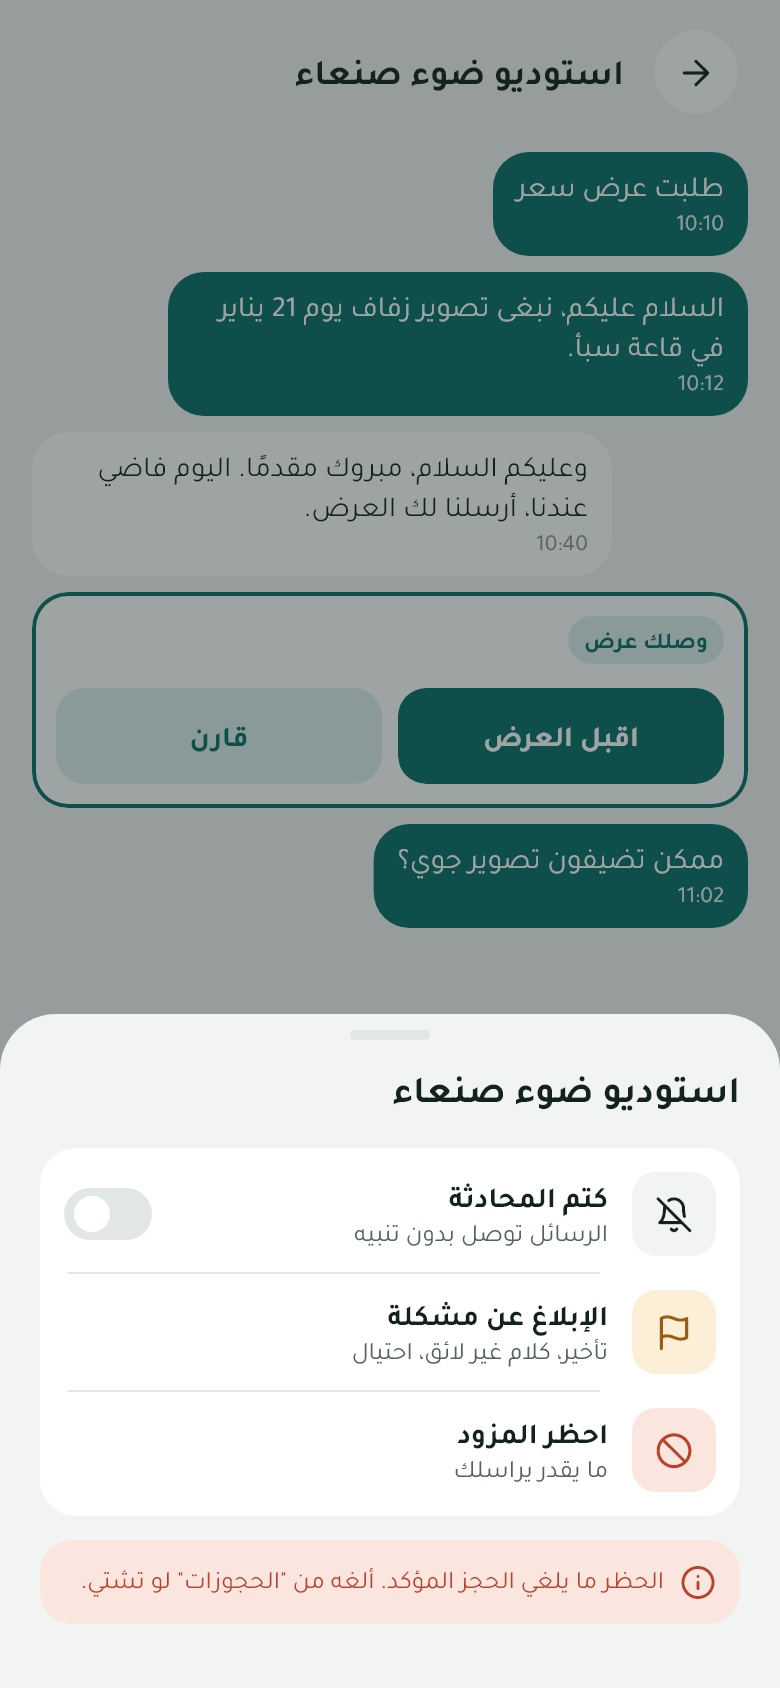 استوديو ضوء صنعاء
طلبت عرض سعر
10:10
السلام عليكم، نبغى تصوير زفاف يوم 21 يناير
في قاعة سبأ.
10:12
وعليكم السلام، مبروك مقدمًا. اليوم فاضي
عندنا، أرسلنا لك العرض.
10:40
وصلك عرض
اقبل العرض
قارن
ممكن تضيفون تصوير جوي؟
11:02
استوديو ضوء صنعاء
كتم المحادثة
الرسائل توصل بدون تنبيه
الإبلاغ عن مشكلة
تأخير، كلام غير لائق، احتيال
احظر المزود
ما يقدر يراسلك
الحظر ما يلغي الحجز المؤكد. ألغه من "الحجوزات" لو تشتي.